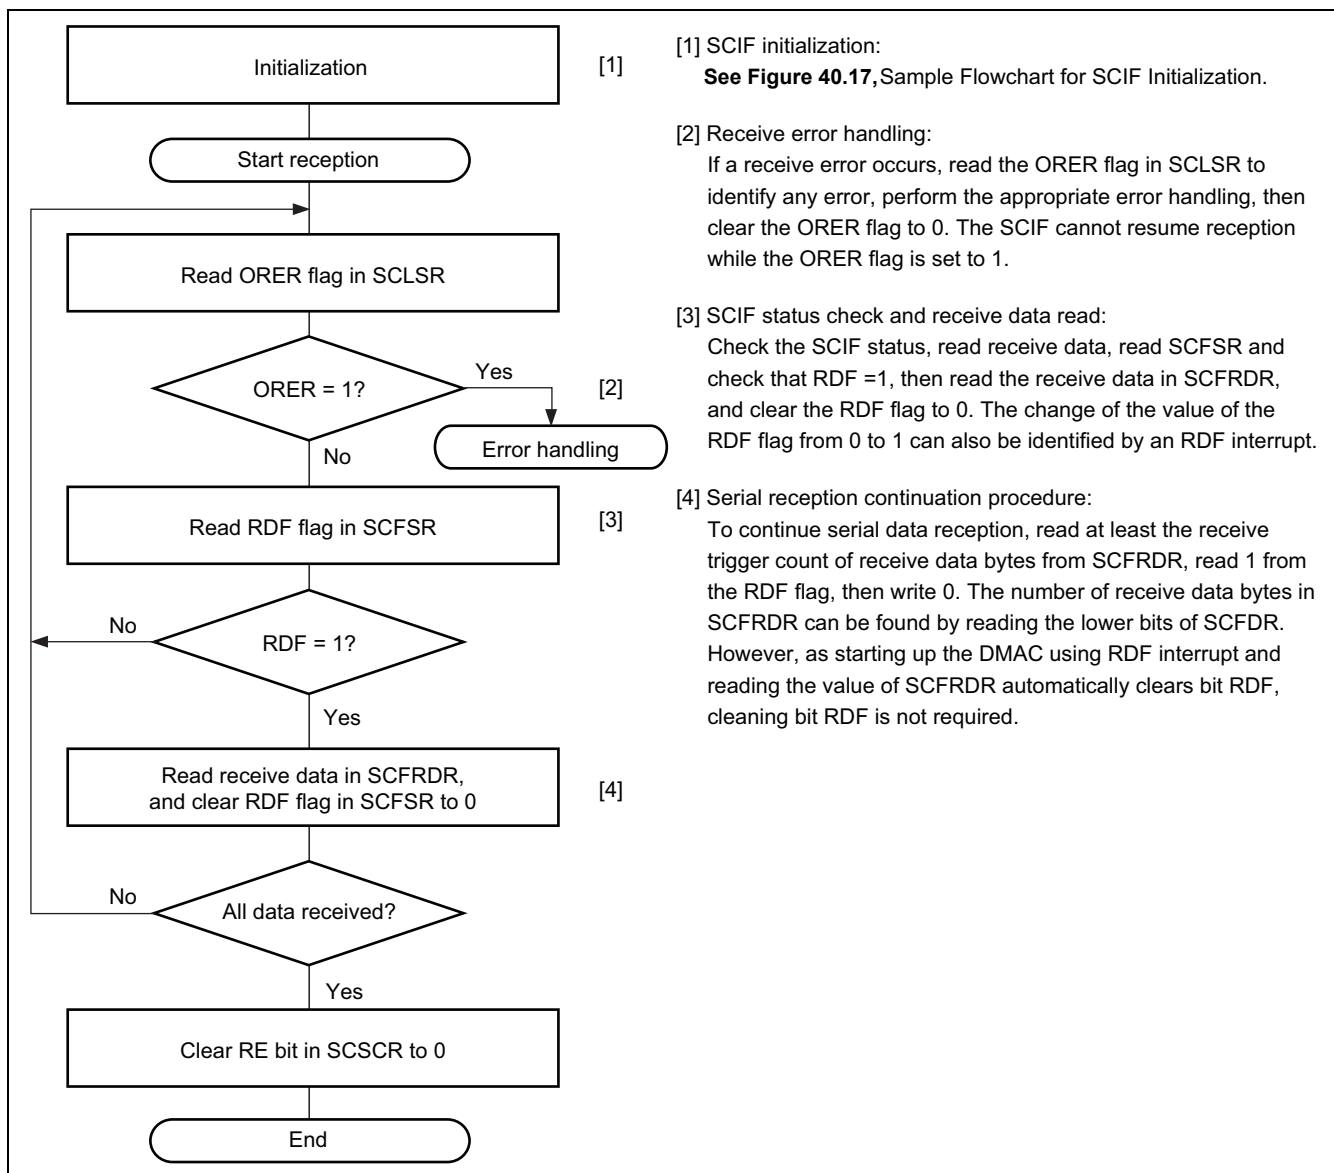 Initialization
[1]
Start reception
Read ORER flag in SCLSR
ORER = 1?
Yes
[2]
Error handling
No
Read RDF flag in SCFSR
[3]
No
RDF = 1?
Yes
Read receive data in SCFRDR,
and clear RDF flag in SCFSR to 0
[4]
No
All data received?
Yes
Clear RE bit in SCSCR to 0
End
[1] SCIF initialization:
See Figure 40.17, Sample Flowchart for SCIF Initialization.
[2] Receive error handling:
If a receive error occurs, read the ORER flag in SCLSR to
identify any error, perform the appropriate error handling, then
clear the ORER flag to 0. The SCIF cannot resume reception
while the ORER flag is set to 1.
[3] SCIF status check and receive data read:
Check the SCIF status, read receive data, read SCFSR and
check that RDF =1, then read the receive data in SCFRDR,
and clear the RDF flag to 0. The change of the value of the
RDF flag from 0 to 1 can also be identified by an RDF interrupt.
[4] Serial reception continuation procedure:
To continue serial data reception, read at least the receive
trigger count of receive data bytes from SCFRDR, read 1 from
the RDF flag, then write 0. The number of receive data bytes in
SCFRDR can be found by reading the lower bits of SCFDR.
However, as starting up the DMAC using RDF interrupt and
reading the value of SCFRDR automatically clears bit RDF,
cleaning bit RDF is not required.